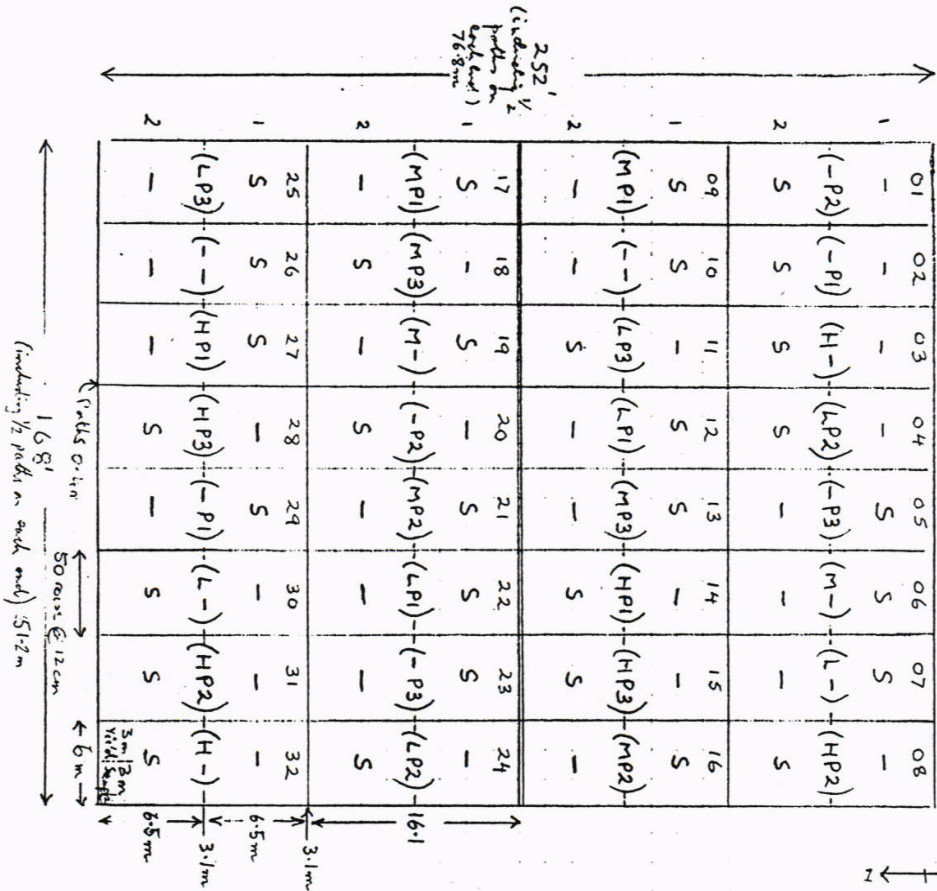 252'
(including 1/2
paths on
each end)
76.8m
01 02 03 04 05 06 07 08
1 – – – – S S S –
(-P2) (-P1) (H-) (LP2) (-P3) (M-) (L-) (HP2)
2 S S S S – – – S
09 10 11 12 13 14 15 16
1 S S – S S – – S
(MP1) (--) (LP3) (LP1) (MP3) (HP1) (HP3) (MP2)
2 – – S – – S S –
17 18 19 20 21 22 23 24
1 S – S – S S S –
(MP1) (MP3) (M-) (-P2) (MP2) (LP1) (-P3) (LP2)
2 – S – S – – – S
16.1
3.1m
25 26 27 28 29 30 31 32
1 S S S – S – – –
6.5m
(LP3) (--) (HP1) (HP3) (-P1) (L-) (HP2) (H-)
3.1m
2 – – – S – S S S
6.5m
3m 3m
Yield Sample
Paths 0.4m
50 rows @ 12cm
6m
168'
(including 1/2 paths on each end) 51.2m